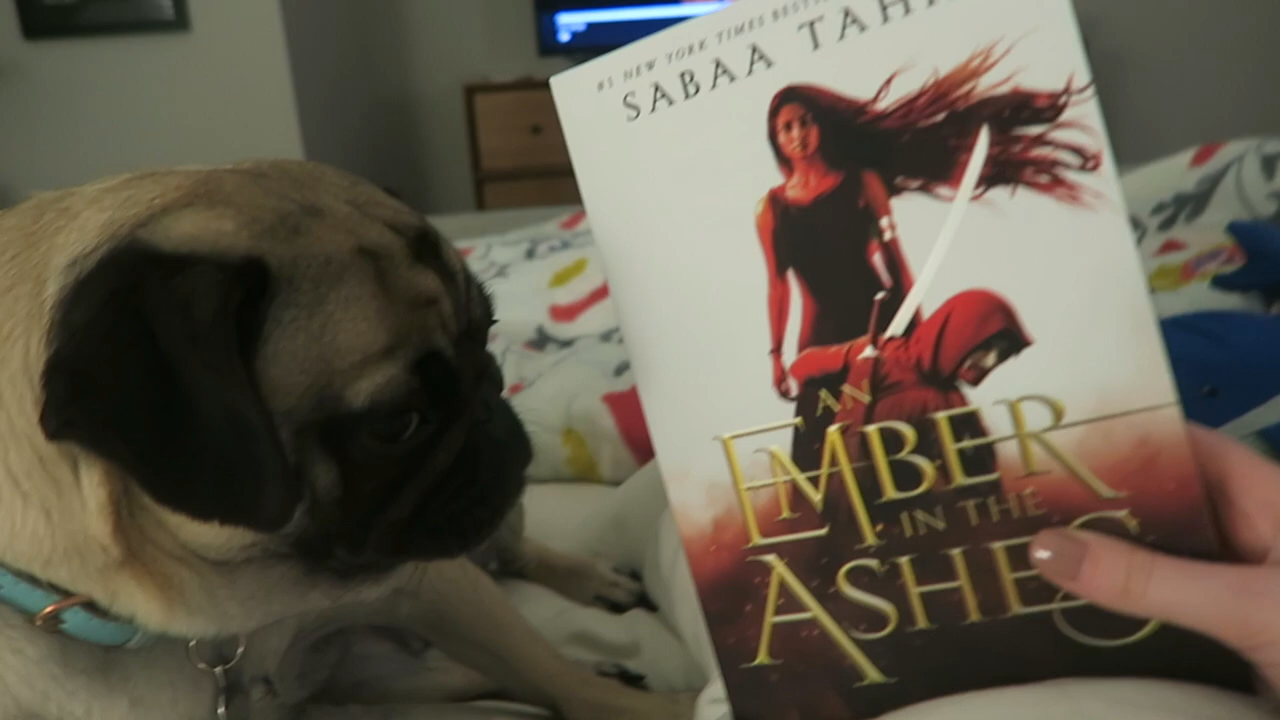 #1 NEW YORK TIMES
SABAA
AN
EMBER
IN THE
ASHES